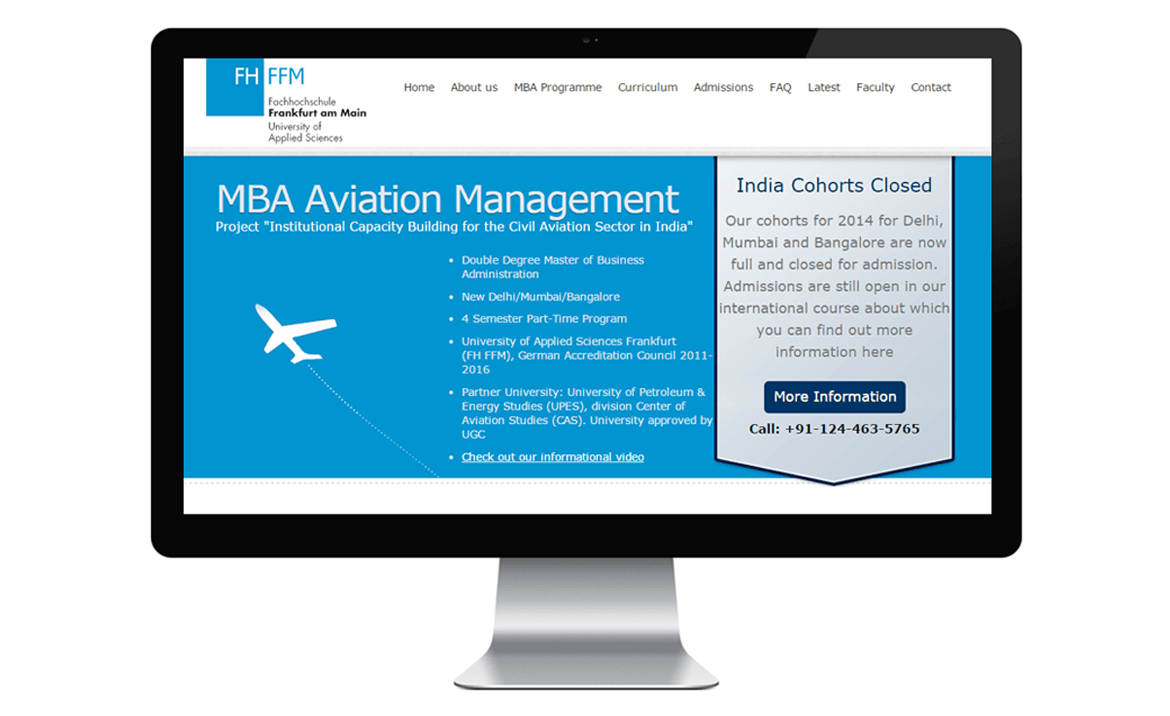 FH FFM
Fachhochschule
Frankfurt am Main
University of
Applied Sciences
Home About us MBA Programme Curriculum Admissions FAQ Latest Faculty Contact
MBA Aviation Management
Project "Institutional Capacity Building for the Civil Aviation Sector in India"
• Double Degree Master of Business
Administration
• New Delhi/Mumbai/Bangalore
• 4 Semester Part-Time Program
• University of Applied Sciences Frankfurt
(FH FFM), German Accreditation Council 2011-
2016
• Partner University: University of Petroleum &
Energy Studies (UPES), division Center of
Aviation Studies (CAS). University approved by
UGC
• Check out our informational video
India Cohorts Closed
Our cohorts for 2014 for Delhi,
Mumbai and Bangalore are now
full and closed for admission.
Admissions are still open in our
international course about which
you can find out more
information here
More Information
Call: +91-124-463-5765